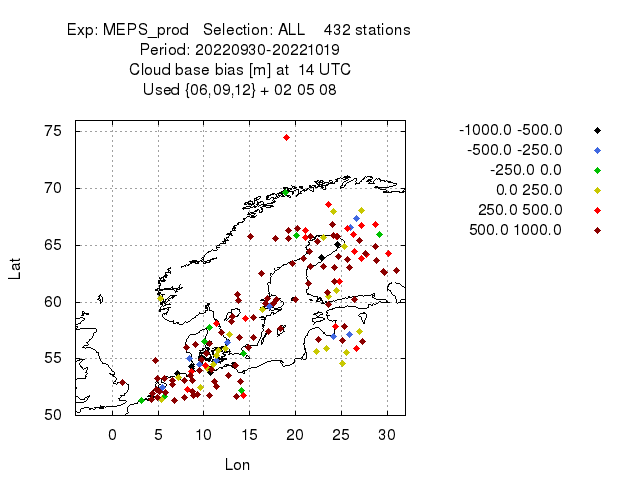 Exp: MEPS_prod   Selection: ALL    432 stations
Period: 20220930-20221019
Cloud base bias [m] at  14 UTC
Used {06,09,12} + 02 05 08
-1000.0 -500.0
-500.0 -250.0
-250.0 0.0
0.0 250.0
250.0 500.0
500.0 1000.0
Lat
75
70
65
60
55
50
0 5 10 15 20 25 30
Lon